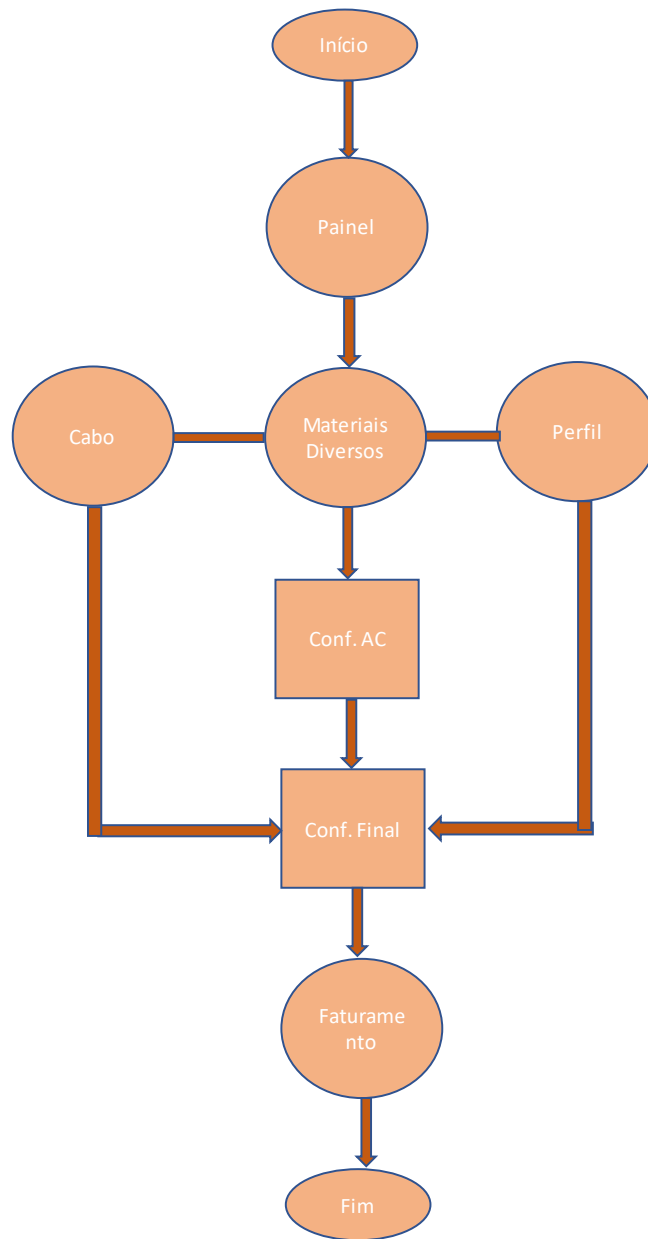 Início
Painel
Cabo
Materiais
Diversos
Perfil
Conf. AC
Conf. Final
Faturame
nto
Fim